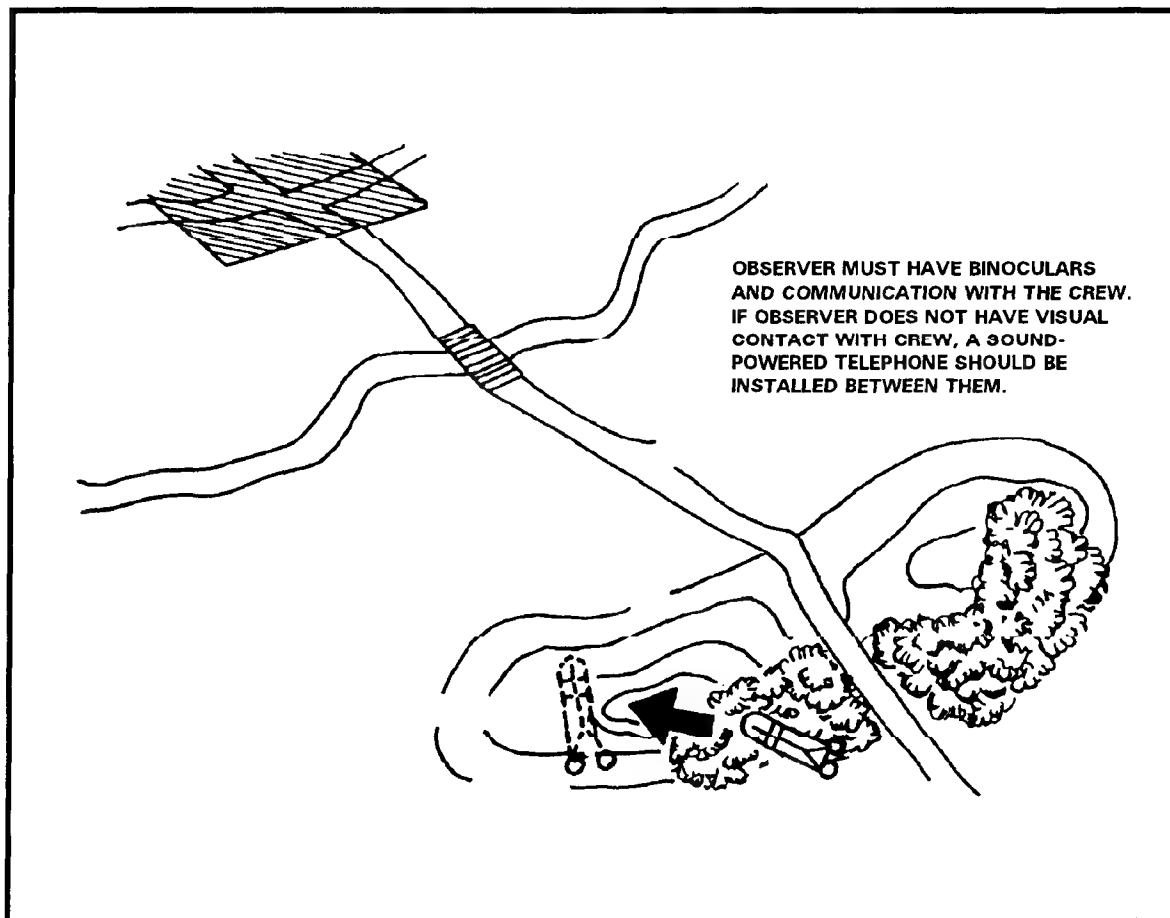 OBSERVER MUST HAVE BINOCULARS
AND COMMUNICATION WITH THE CREW.
IF OBSERVER DOES NOT HAVE VISUAL
CONTACT WITH CREW, A SOUND-
POWERED TELEPHONE SHOULD BE
INSTALLED BETWEEN THEM.